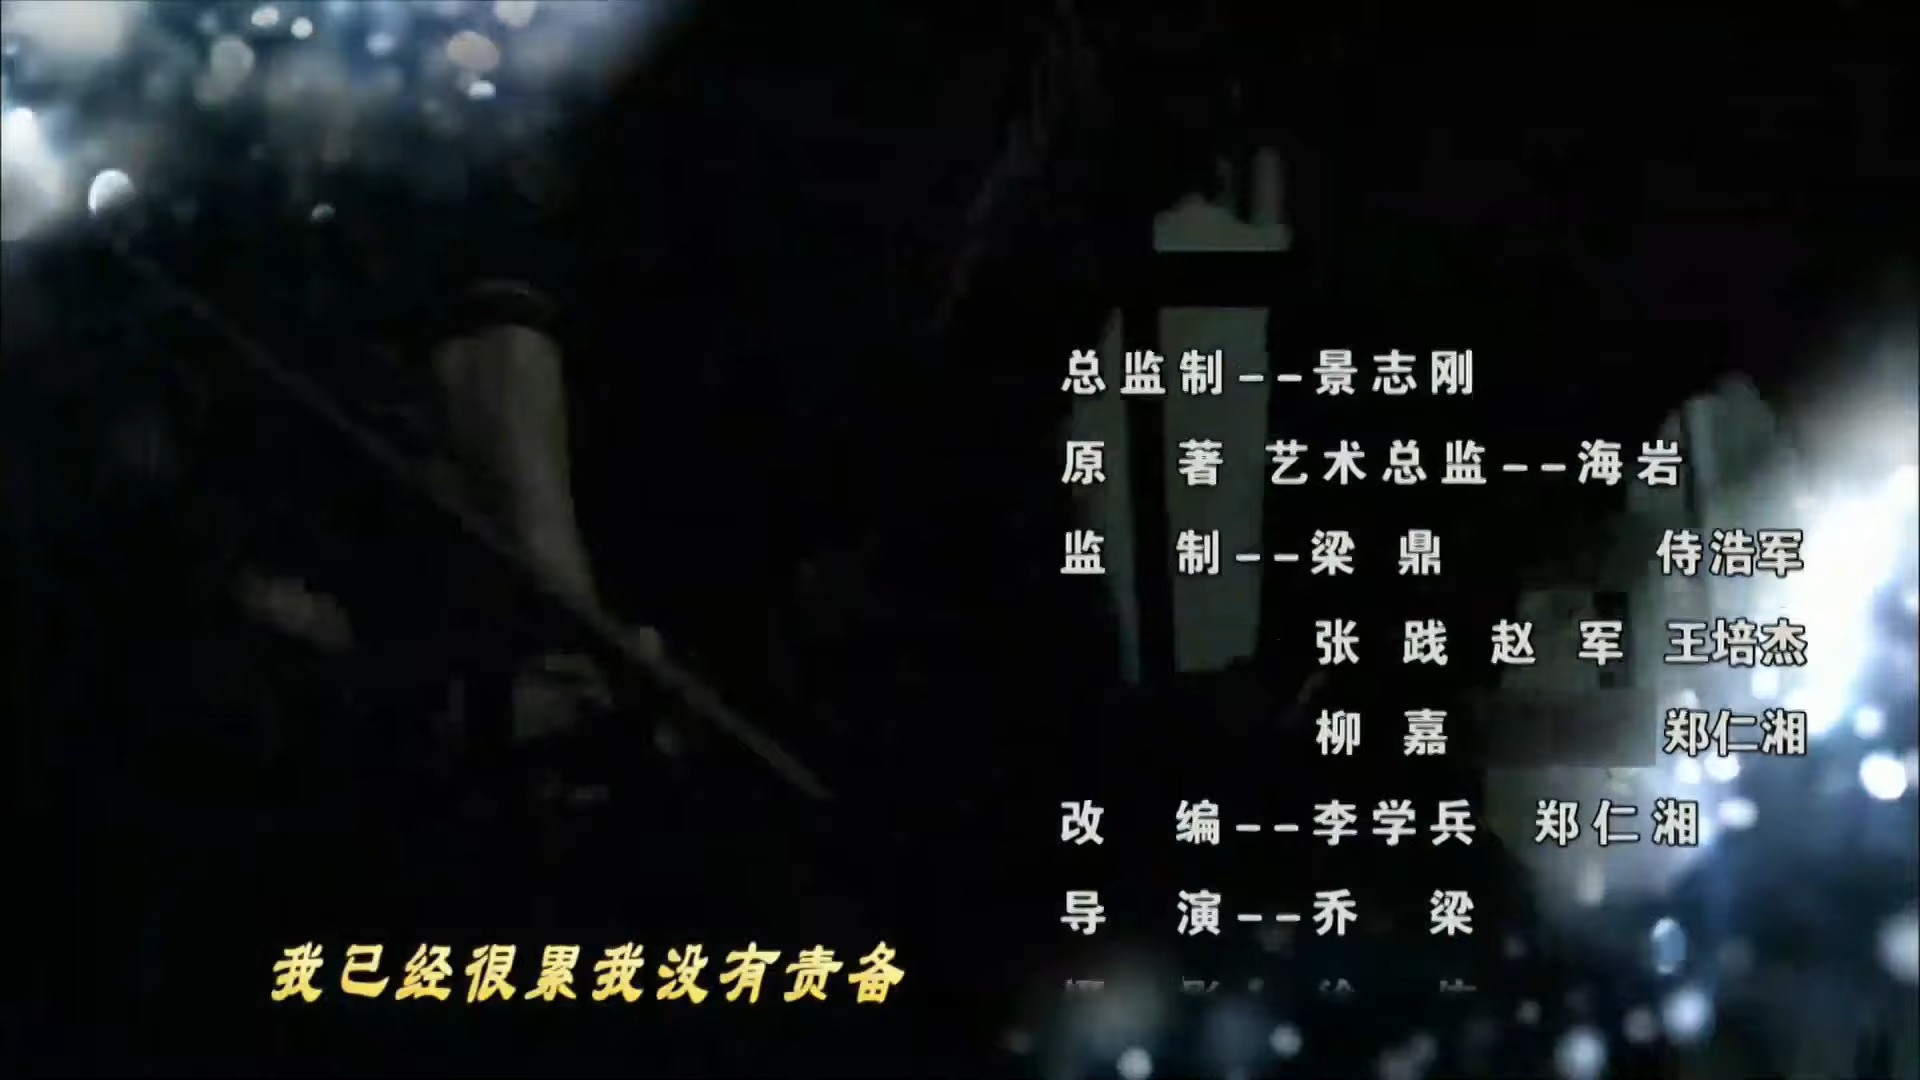 总监制--景志刚
原 著 艺术总监--海岩
监 制--梁 鼎 侍浩军
张 践 赵 军 王培杰
柳 嘉 郑仁湘
改 编--李学兵 郑仁湘
导 演--乔 梁
我已经很累我没有责备